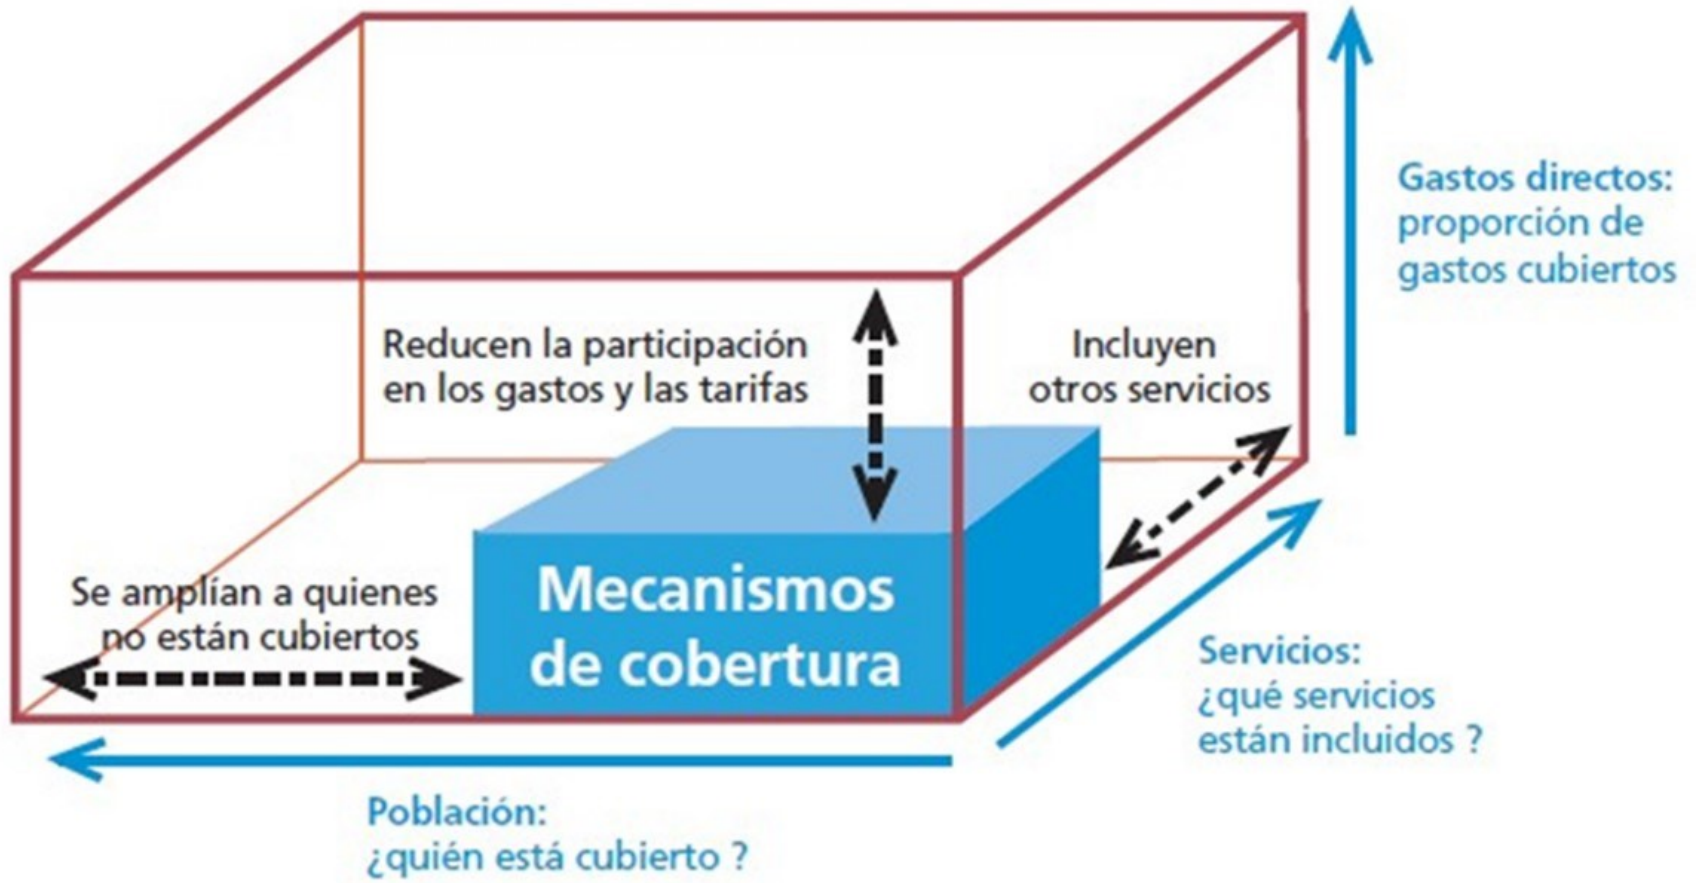 Gastos directos:
proporción de
gastos cubiertos
Reducen la participación
en los gastos y las tarifas
Incluyen
otros servicios
Se amplían a quienes
no están cubiertos
Mecanismos
de cobertura
Servicios:
¿qué servicios
están incluidos ?
Población:
¿quién está cubierto ?